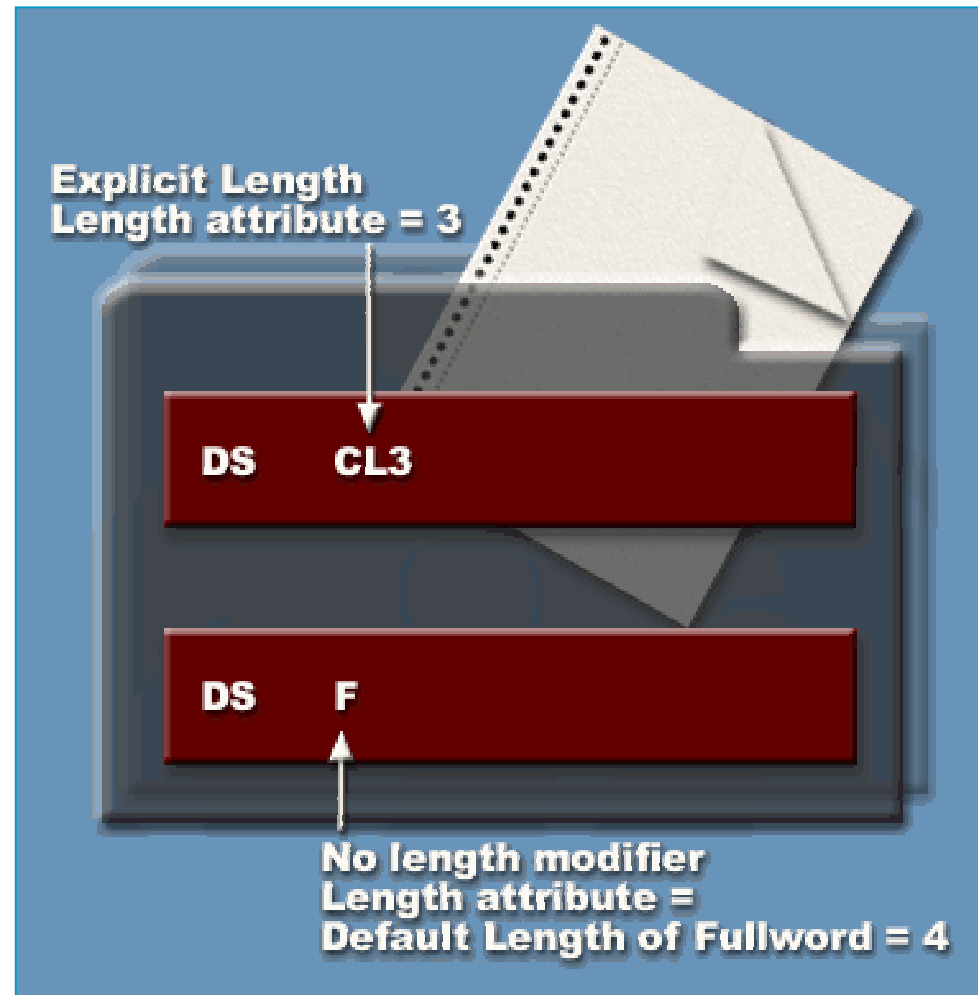 Explicit Length
Length attribute = 3
DS CL3
DS F
No length modifier
Length attribute =
Default Length of Fullword = 4